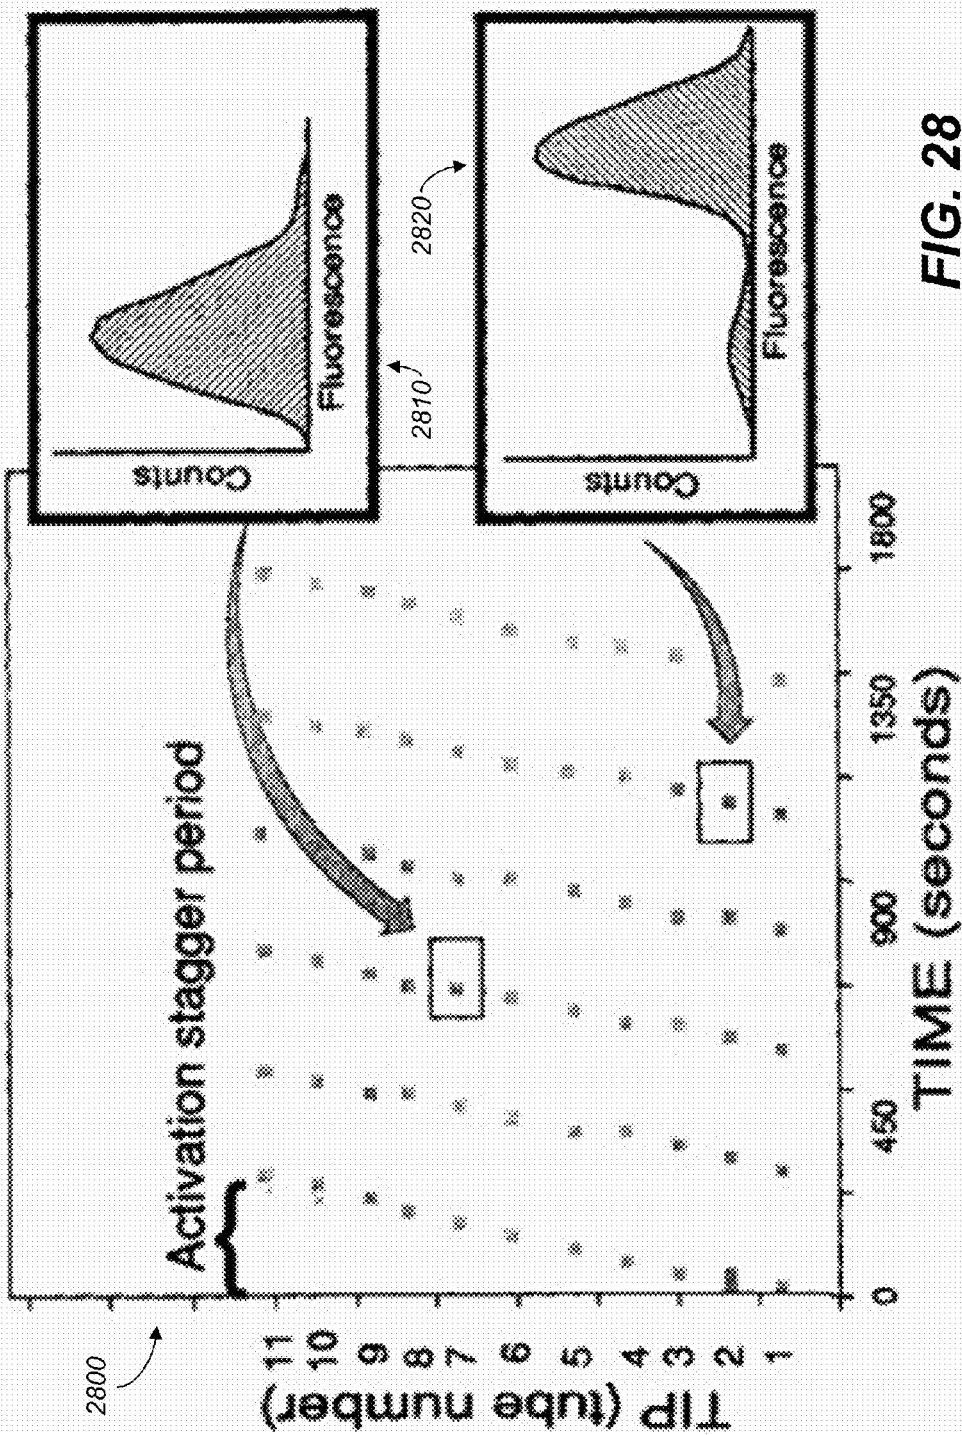 2800
TIP (tube number)
11
10
9
8
7
6
5
4
3
2
1
Activation stagger period
Counts
Fluorescence
2810
2820
Counts
Fluorescence
0
450
900
1350
1800
TIME (seconds)
FIG. 28